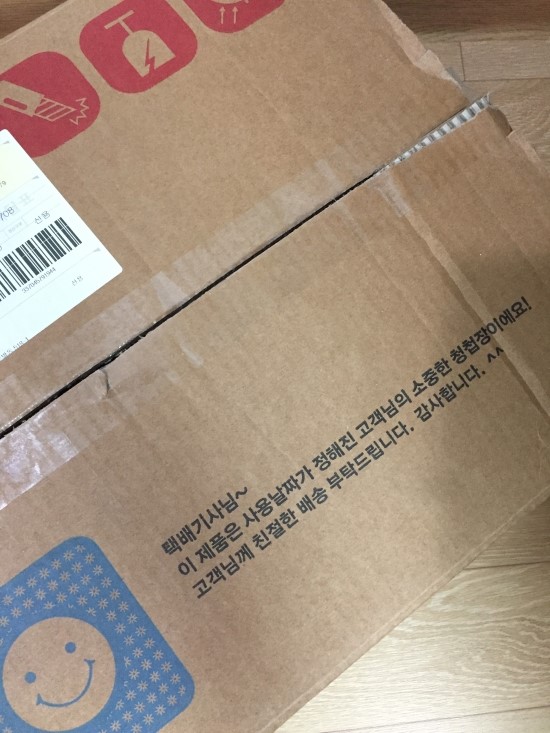 선용
택배기사님~
이 제품은 사용날짜가 정해진 고객님의 소중한 청첩장이에요!
고객님께 친절한 배송 부탁드립니다. 감사합니다. ^^